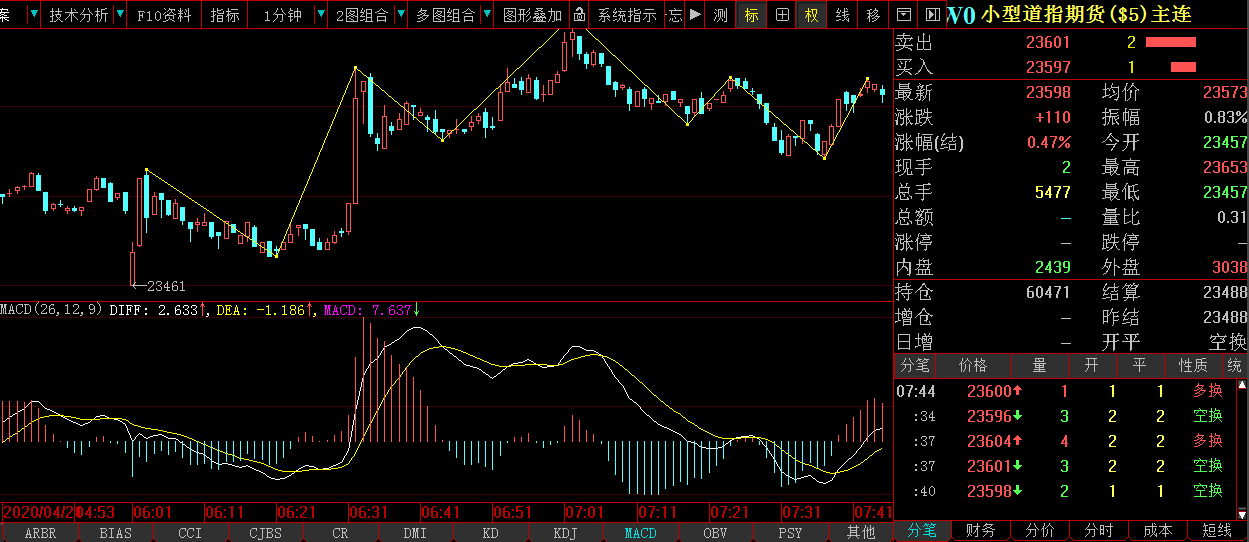 案 技术分析 F10资料 指标 1分钟 2图组合 多图组合 图形叠加 系统指示 忘 测 标 权 线 移
W0 小型道指期货($5)主连
卖出 23601 2
买入 23597 1
最新 23598 均价 23573
涨跌 +110 振幅 0.83%
涨幅(结) 0.47% 今开 23457
现手 2 最高 23653
总手 5477 最低 23457
总额 — 量比 0.31
涨停 — 跌停 —
内盘 2439 外盘 3038
持仓 60471 结算 23488
增仓 — 昨结 23488
日增 — 开平 空换
分笔 价格 量 开 平 性质 统
07:44 23600↑ 1 1 1 多换
:34 23596↓ 3 2 2 空换
:37 23604↑ 4 2 2 多换
:37 23601↓ 3 2 2 空换
:40 23598↓ 2 1 1 空换
分笔 财务 分价 分时 成本 短线
←23461
MACD(26,12,9) DIFF: 2.633↑, DEA: -1.186↑, MACD: 7.637↓
06:01 06:11 06:21 06:31 06:41 06:51 07:01 07:11 07:21 07:31 07:41
ARBR BIAS CCI CJBS CR DMI KD KDJ MACD OBV PSY 其他